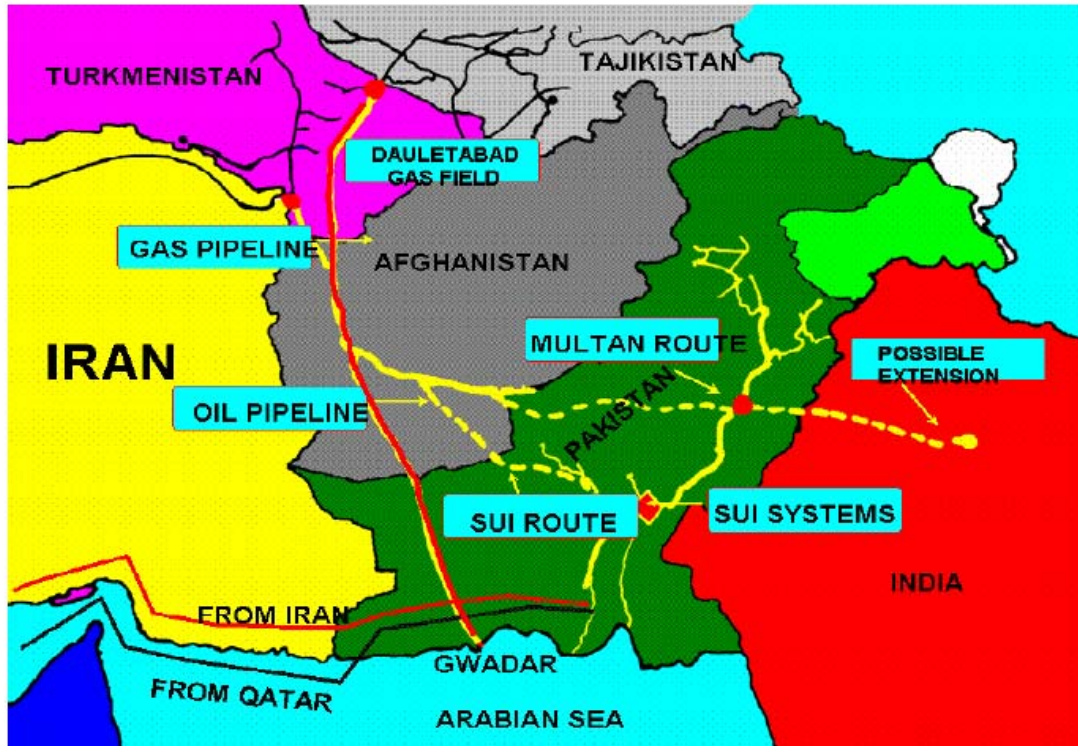 TURKMENISTAN
TAJIKISTAN
DAULETABAD
GAS FIELD
GAS PIPELINE
AFGHANISTAN
IRAN
MULTAN ROUTE
POSSIBLE
EXTENSION
OIL PIPELINE
PAKISTAN
SUI ROUTE
SUI SYSTEMS
INDIA
FROM IRAN
GWADAR
FROM QATAR
ARABIAN SEA